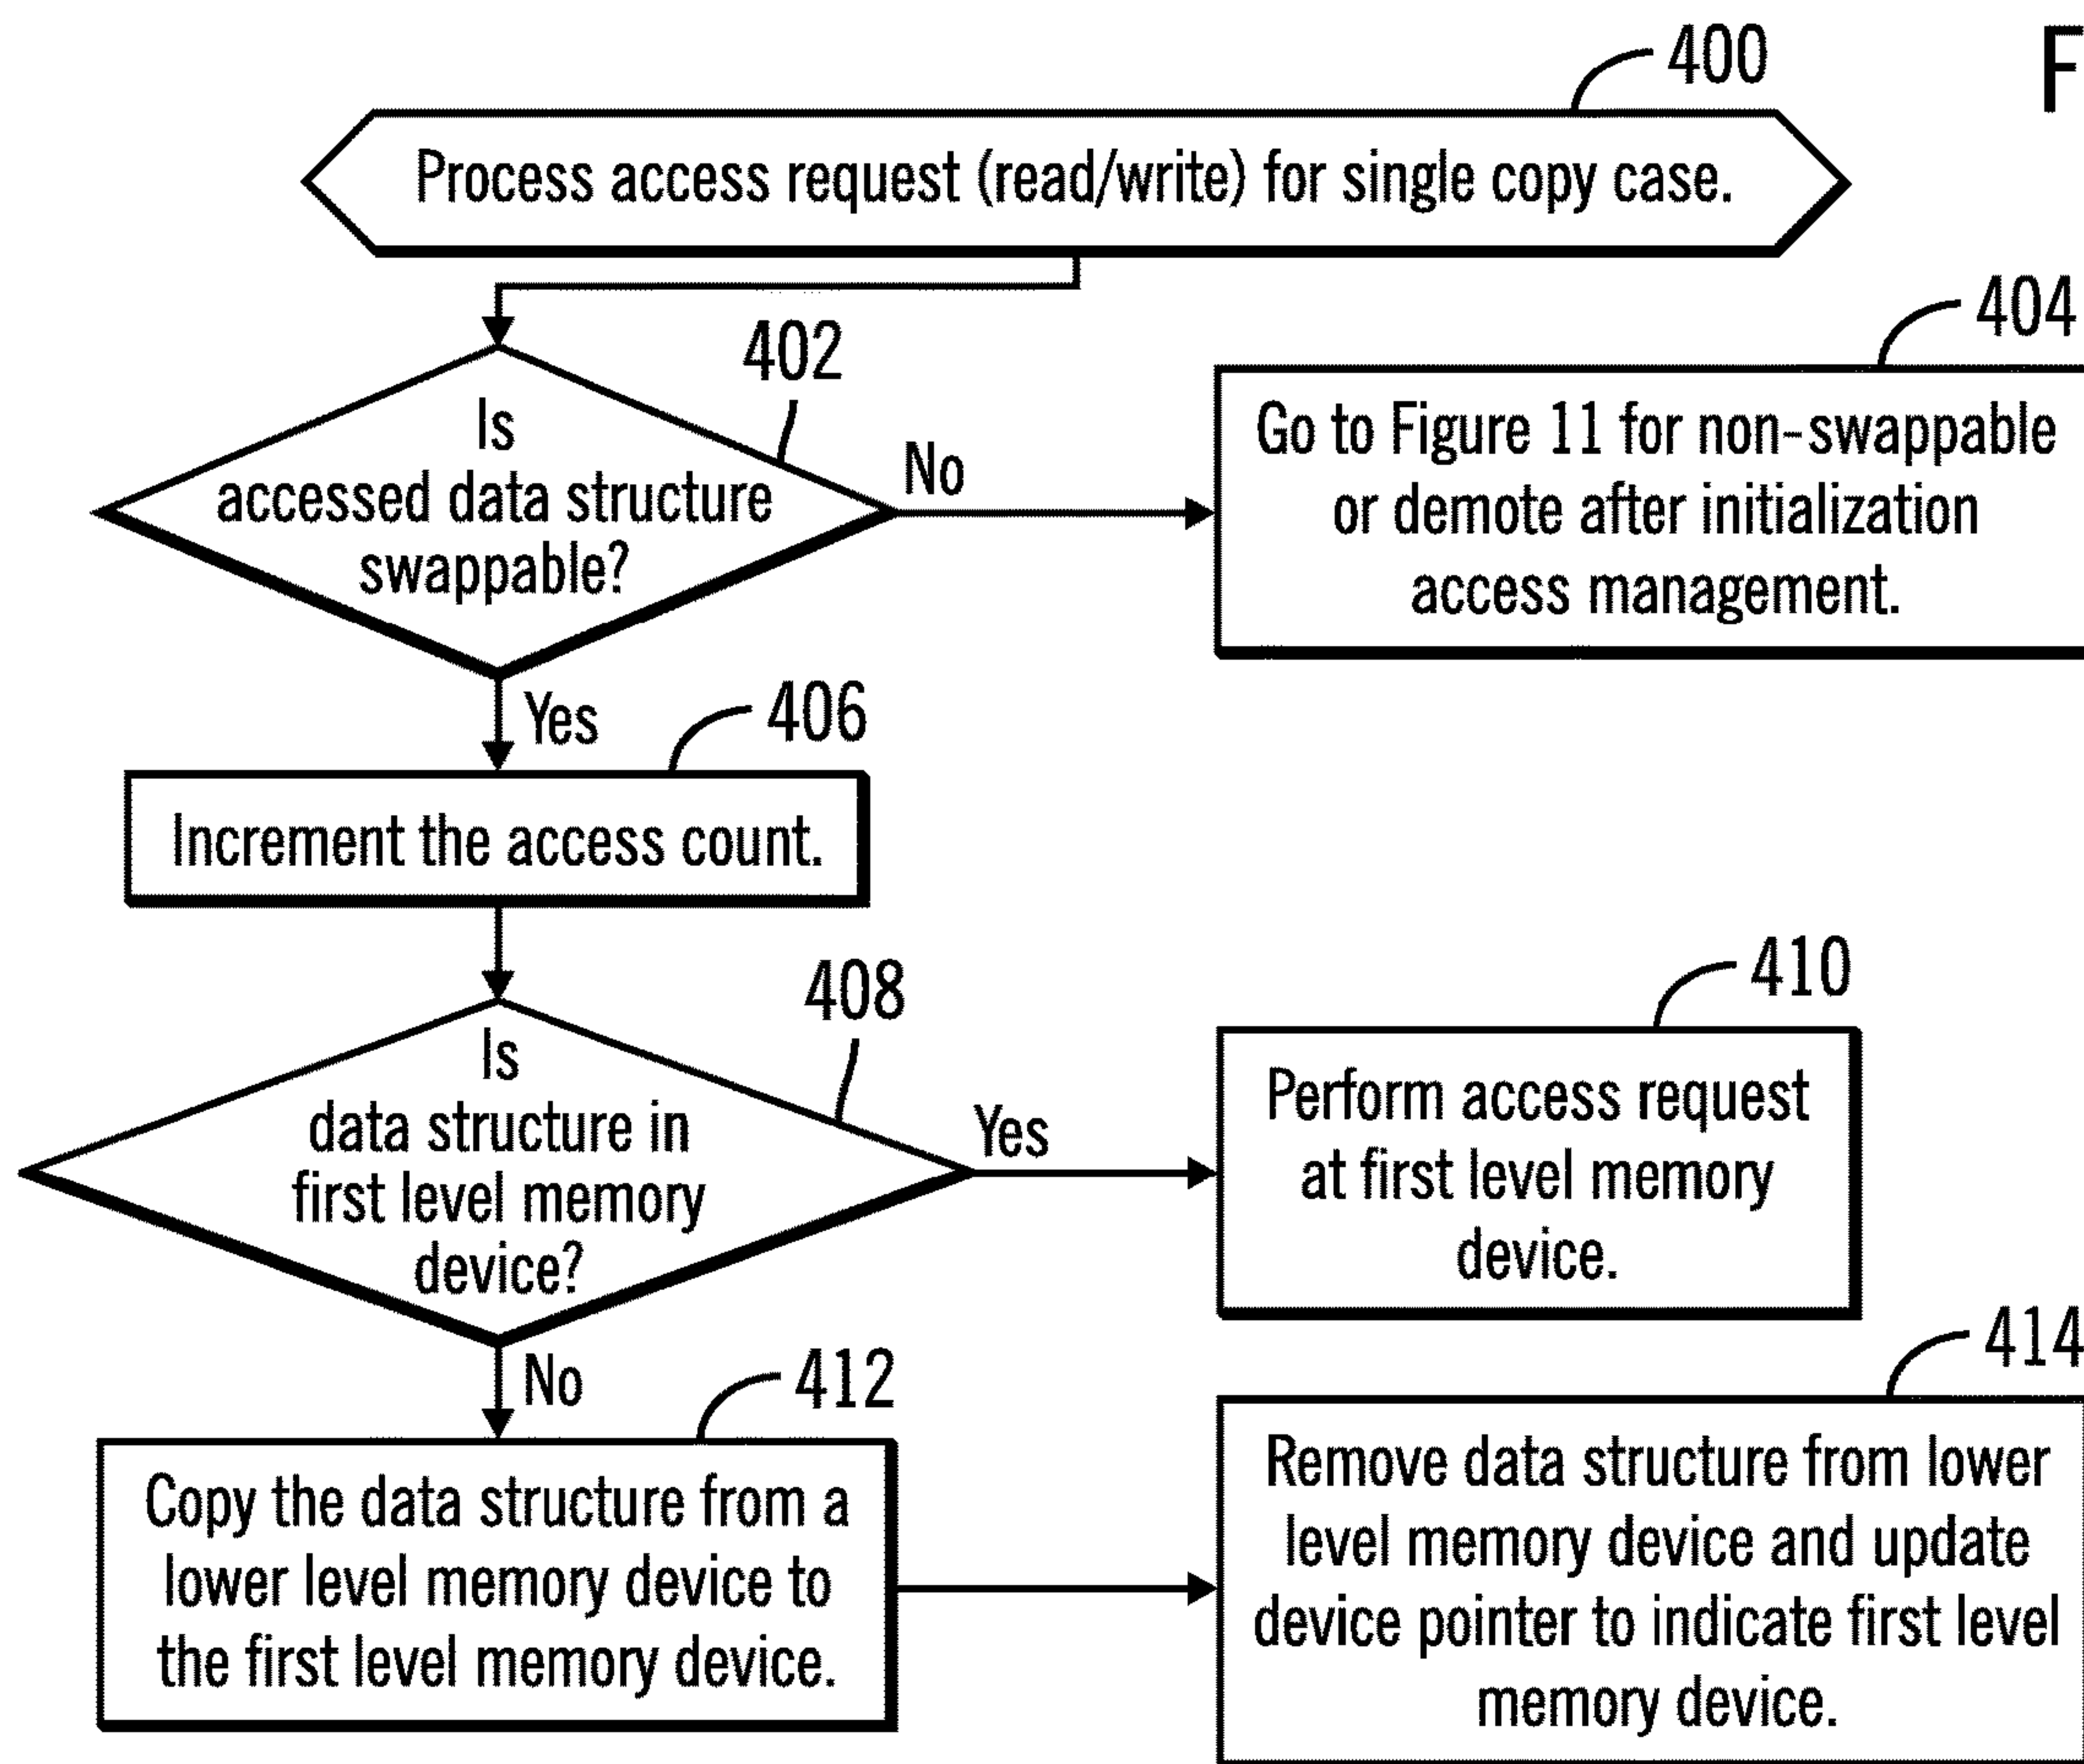 F
400
Process access request (read/write) for single copy case.
402
Is
accessed data structure
swappable?
No
404
Go to Figure 11 for non-swappable
or demote after initialization
access management.
Yes
406
Increment the access count.
408
Is
data structure in
first level memory
device?
Yes
410
Perform access request
at first level memory
device.
No
412
Copy the data structure from a
lower level memory device to
the first level memory device.
414
Remove data structure from lower
level memory device and update
device pointer to indicate first level
memory device.